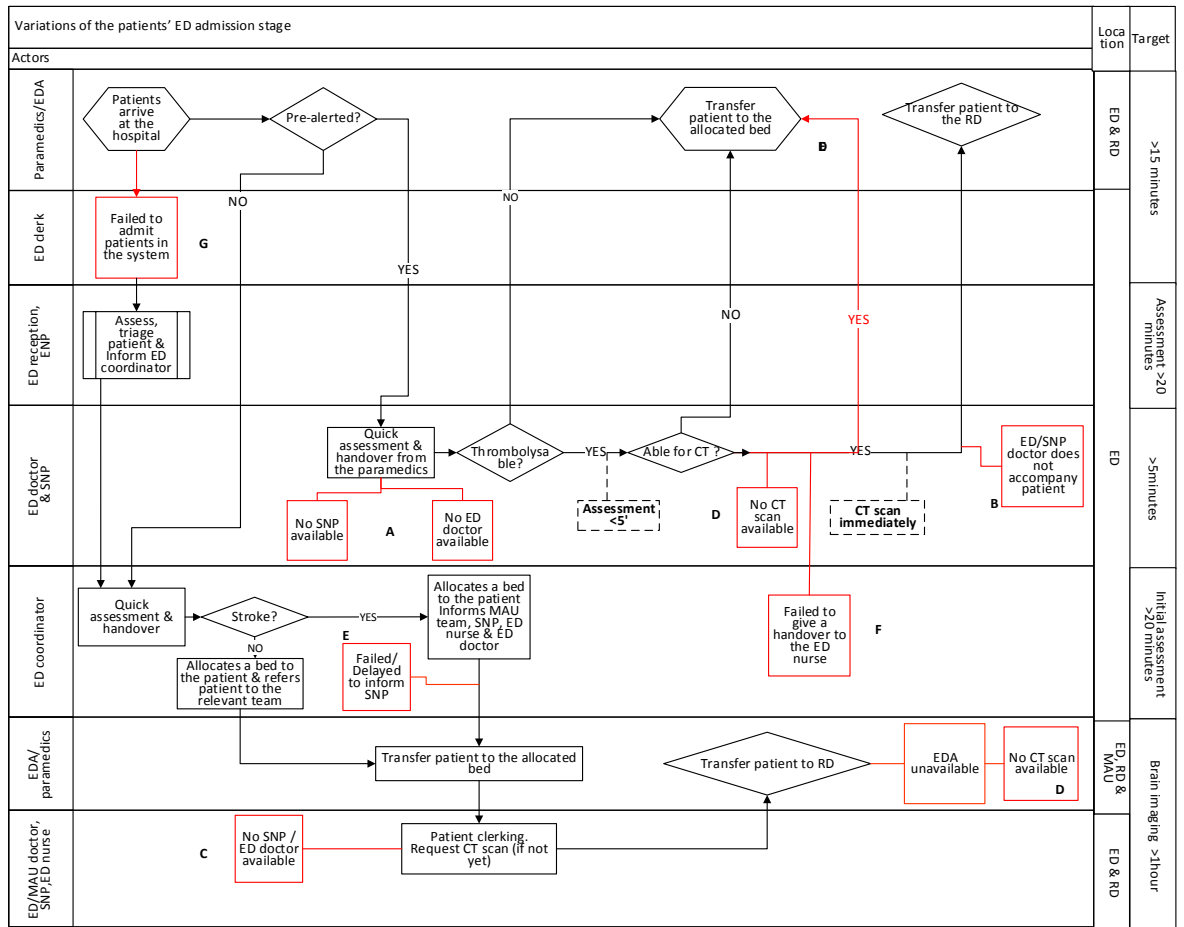 Variations of the patients' ED admission stage
Loca
tion
Target
Actors
Paramedics/EDA
Patients
arrive
at the
hospital
Pre-alerted?
Transfer
patient to the
allocated bed
Transfer patient to
the RD
ED & RD
>15 minutes
NO
NO
YES
ED derk
Failed to
admit
patients in
the system
G
ED reception,
ENP
Assess,
triage
patient &
Inform ED
coordinator
NO
YES
Assessment >20
minutes
ED doctor
& SNP
Quick
assessment &
handover from
the paramedics
Thrombolysa
ble?
YES
Able for CT ?
YES
ED/SNP
doctor does
not
accompany
patient
B
No SNP
available
A
No ED
doctor
available
Assessment
<5'
D
No CT
scan
available
CT scan
immediately
ED
>5minutes
ED coordinator
Quick
assessment &
handover
Stroke?
YES
NO
Allocates a bed
to the patient
Informs MAU
team, SNP, ED
nurse & ED
doctor
Allocates a bed to
the patient & refers
patient to the
relevant team
E
Failed/
Delayed
to inform
SNP
Failed to
give a
handover to
the ED
nurse
F
Initial assessment
>20 minutes
EDA/
paramedics
Transfer patient to the allocated
bed
Transfer patient to RD
EDA
unavailable
No CT scan
available
D
ED, RD &
MAU
Brain imaging >1hour
ED/MAU doctor,
SNP,ED nurse
C
No SNP /
ED doctor
available
Patient clerking.
Request CT scan (if not
yet)
ED & RD